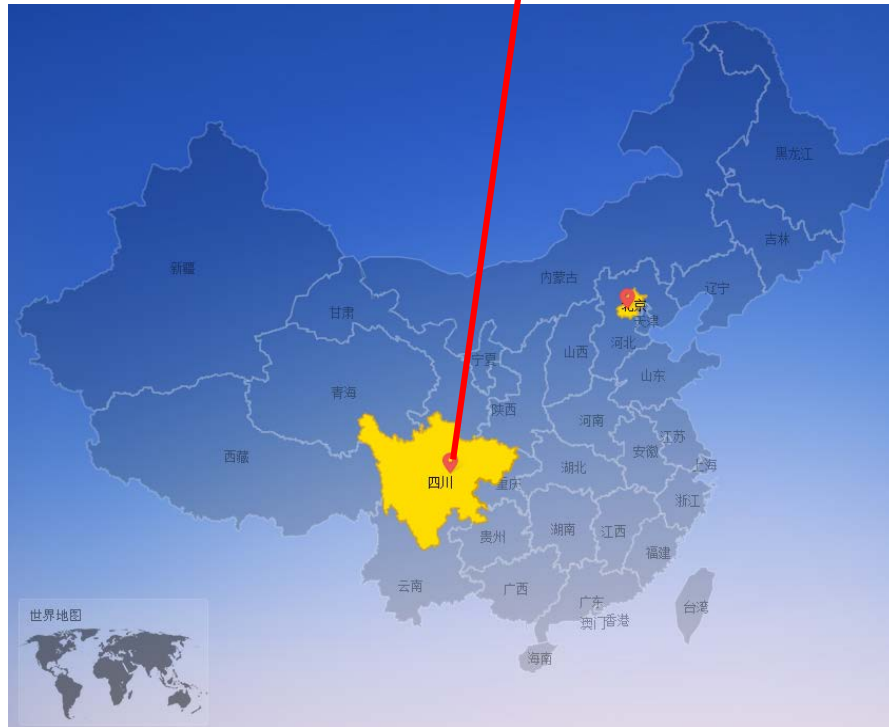 黑龙江
吉林
辽宁
内蒙古
新疆
甘肃
北京
天津
河北
山西
宁夏
山东
青海
陕西
河南
江苏
安徽
西藏
上海
湖北
四川
重庆
浙江
湖南
江西
贵州
福建
云南
广西
广东
台湾
澳门
香港
海南
世界地图